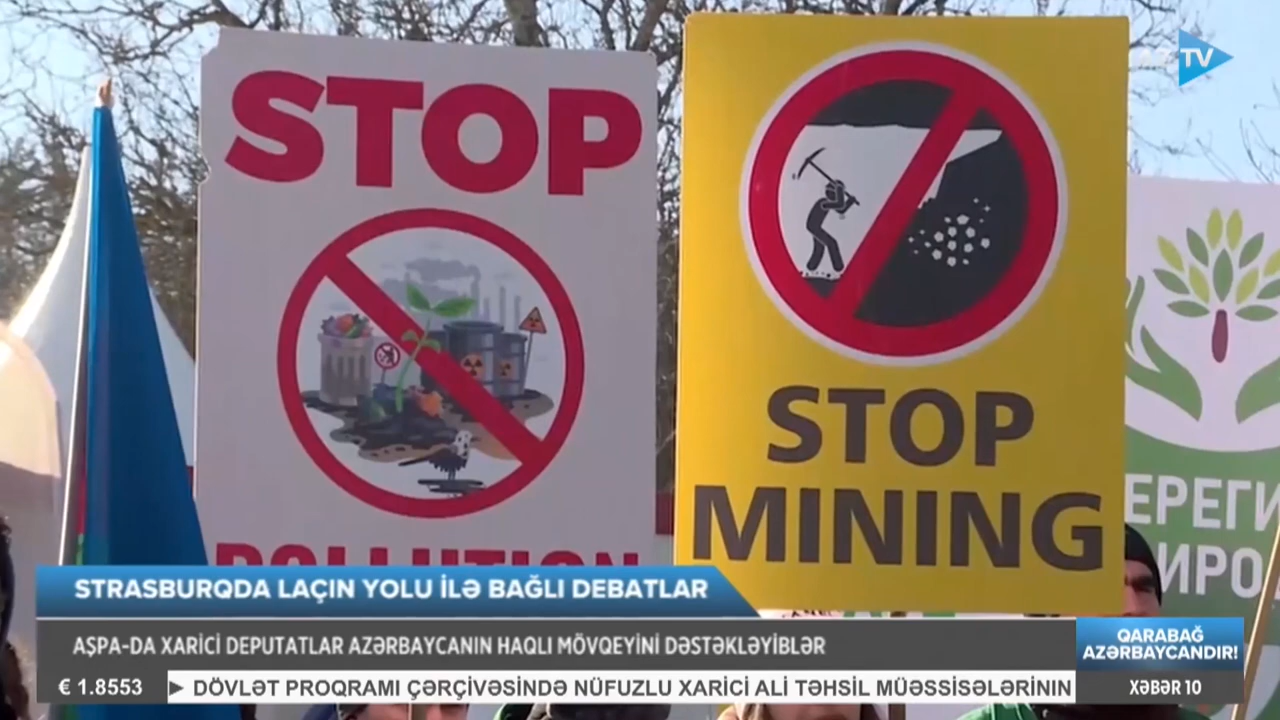 STOP
POLLUTION
STOP
MINING
TV
ЕРЕГИ
ИРО
STRASBURQDA LAÇIN YOLU İLƏ BAĞLI DEBATLAR
AŞPA-DA XARİCİ DEPUTATLAR AZƏRBAYCANIN HAQLI MÖVQEYİNİ DƏSTƏKLƏYİBLƏR
QARABAĞ
AZƏRBAYCANDIR!
€ 1.8553
► DÖVLƏT PROQRAMI ÇƏRÇİVƏSİNDƏ NÜFUZLU XARİCİ ALİ TƏHSİL MÜƏSSİSƏLƏRİNİN
XƏBƏR 10